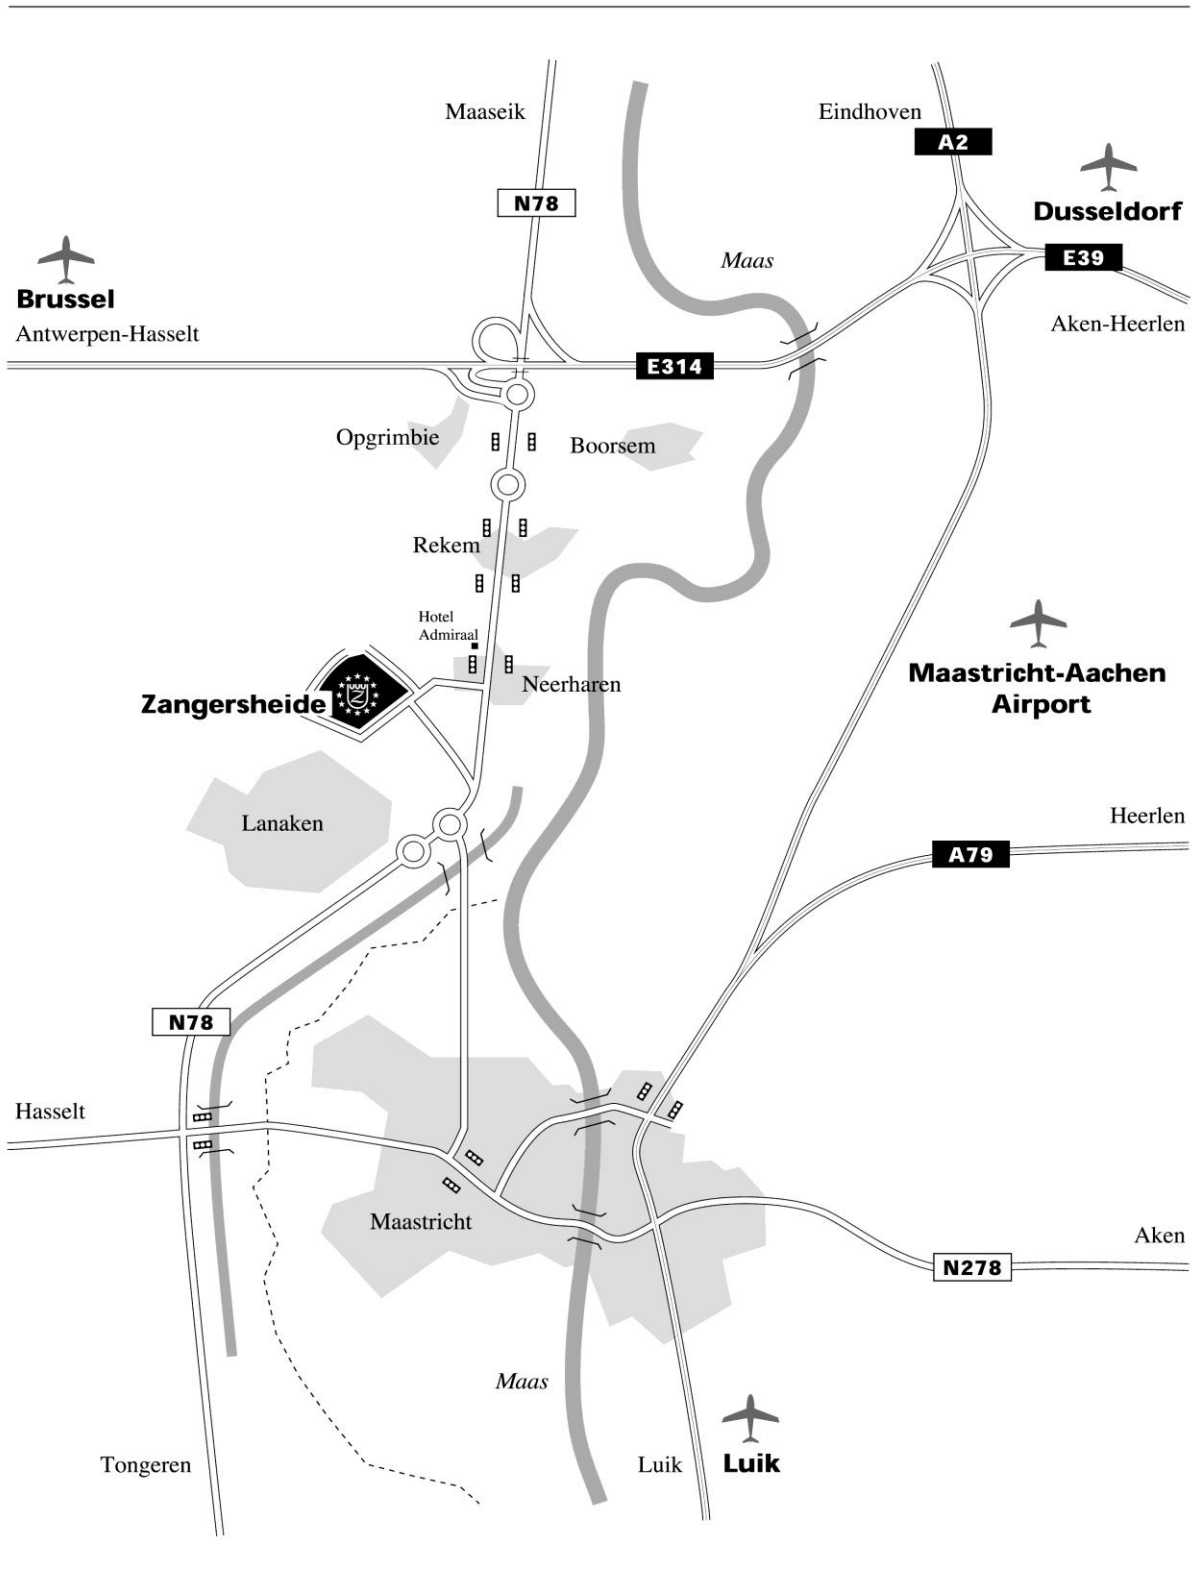 Maaseik
Eindhoven
A2
N78
Dusseldorf
Maas
E39
Brussel
Antwerpen-Hasselt
Aken-Heerlen
E314
Opgrimbie
Boorsem
Rekem
Hotel
Admiraal
Maastricht-Aachen
Airport
Neerharen
Zangersheide
Z
Lanaken
Heerlen
A79
N78
Hasselt
Maastricht
Aken
N278
Maas
Tongeren
Luik
Luik